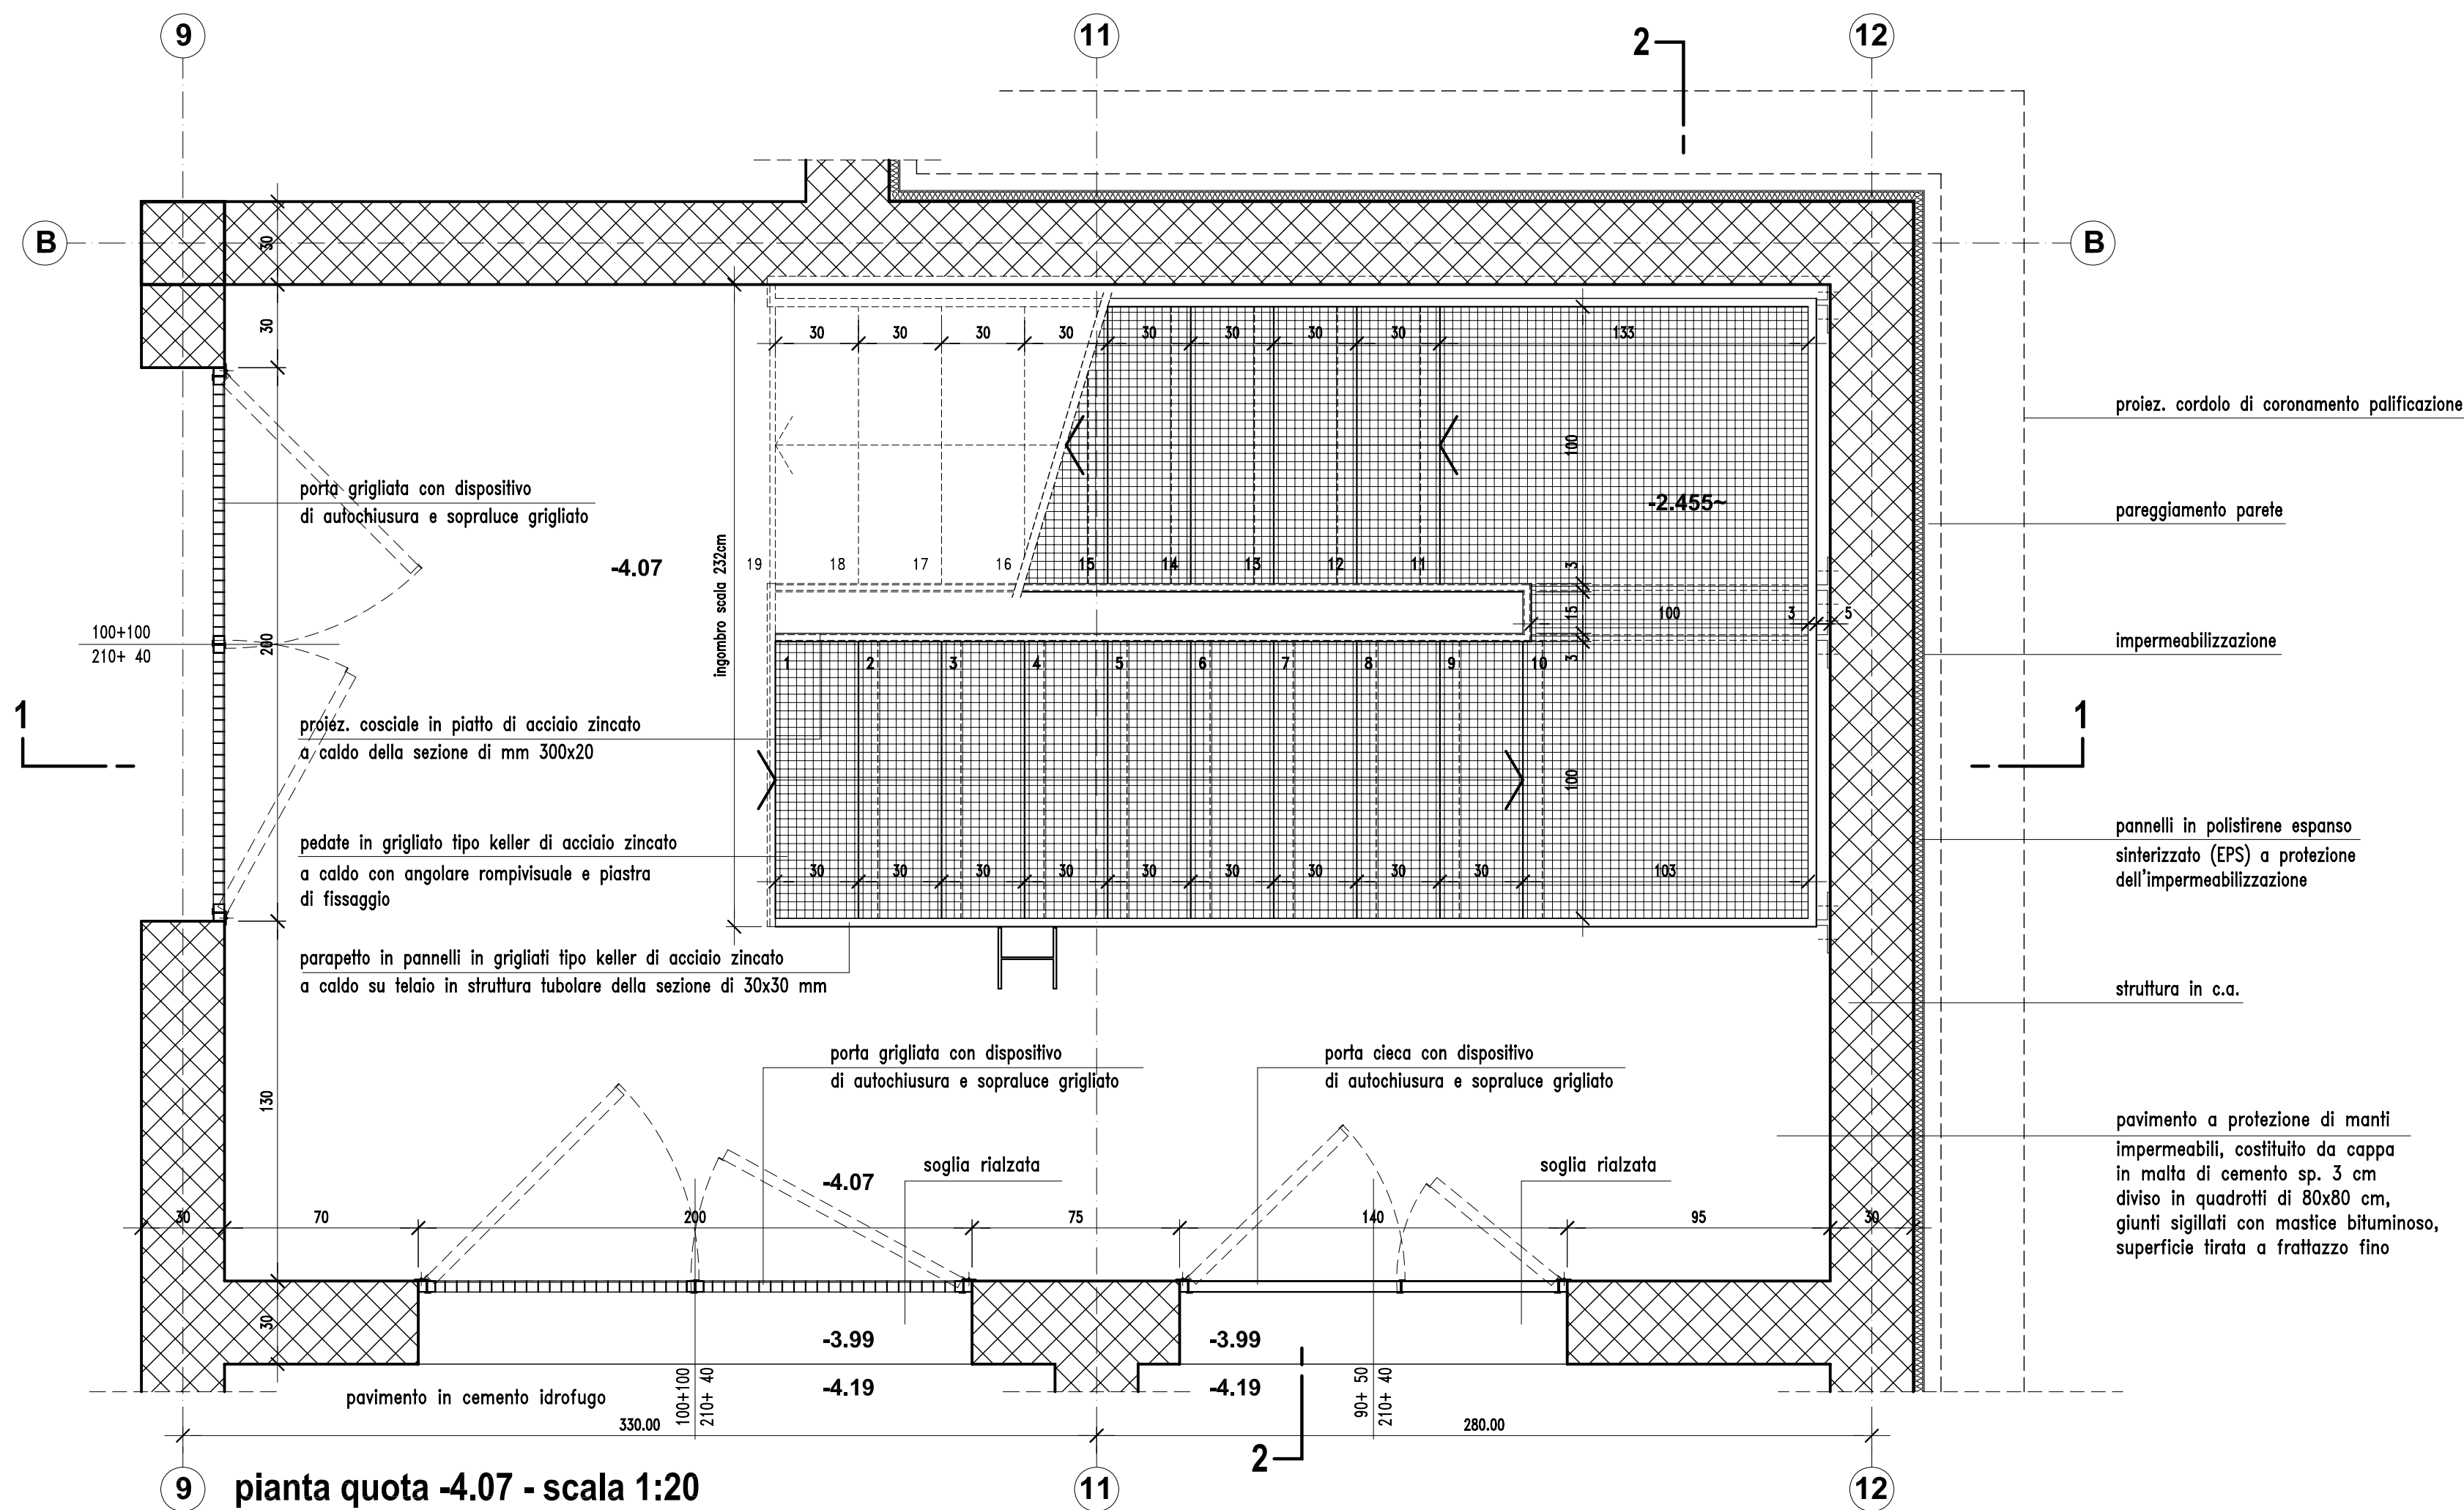 9
11
12
2
B
B
30
30
30
30
30
30
30
30
30
30
133
proiez. cordolo di coronamento palificazione
100
porta grigliata con dispositivo
di autochiusura e sopraluce grigliato
-2.455~
pareggiamento parete
-4.07
ingombro scala 232cm
19
18
17
16
15
14
13
12
11
3
15
3
100
3
5
100+100
210+ 40
200
impermeabilizzazione
1
2
3
4
5
6
7
8
9
10
1
1
proiez. cosciale in piatto di acciaio zincato
a caldo della sezione di mm 300x20
100
pedate in grigliato tipo keller di acciaio zincato
a caldo con angolare rompivisuale e piastra
di fissaggio
30
30
30
30
30
30
30
30
30
103
pannelli in polistirene espanso
sinterizzato (EPS) a protezione
dell'impermeabilizzazione
parapetto in pannelli in grigliati tipo keller di acciaio zincato
a caldo su telaio in struttura tubolare della sezione di 30x30 mm
struttura in c.a.
130
porta grigliata con dispositivo
di autochiusura e sopraluce grigliato
porta cieca con dispositivo
di autochiusura e sopraluce grigliato
pavimento a protezione di manti
impermeabili, costituito da cappa
in malta di cemento sp. 3 cm
diviso in quadrotti di 80x80 cm,
giunti sigillati con mastice bituminoso,
superficie tirata a frattazzo fino
-4.07
soglia rialzata
soglia rialzata
30
70
200
75
140
95
30
30
-3.99
-3.99
-4.19
-4.19
pavimento in cemento idrofugo
100+100
210+ 40
90+ 50
210+ 40
330.00
280.00
2
9
11
12
pianta quota -4.07 - scala 1:20